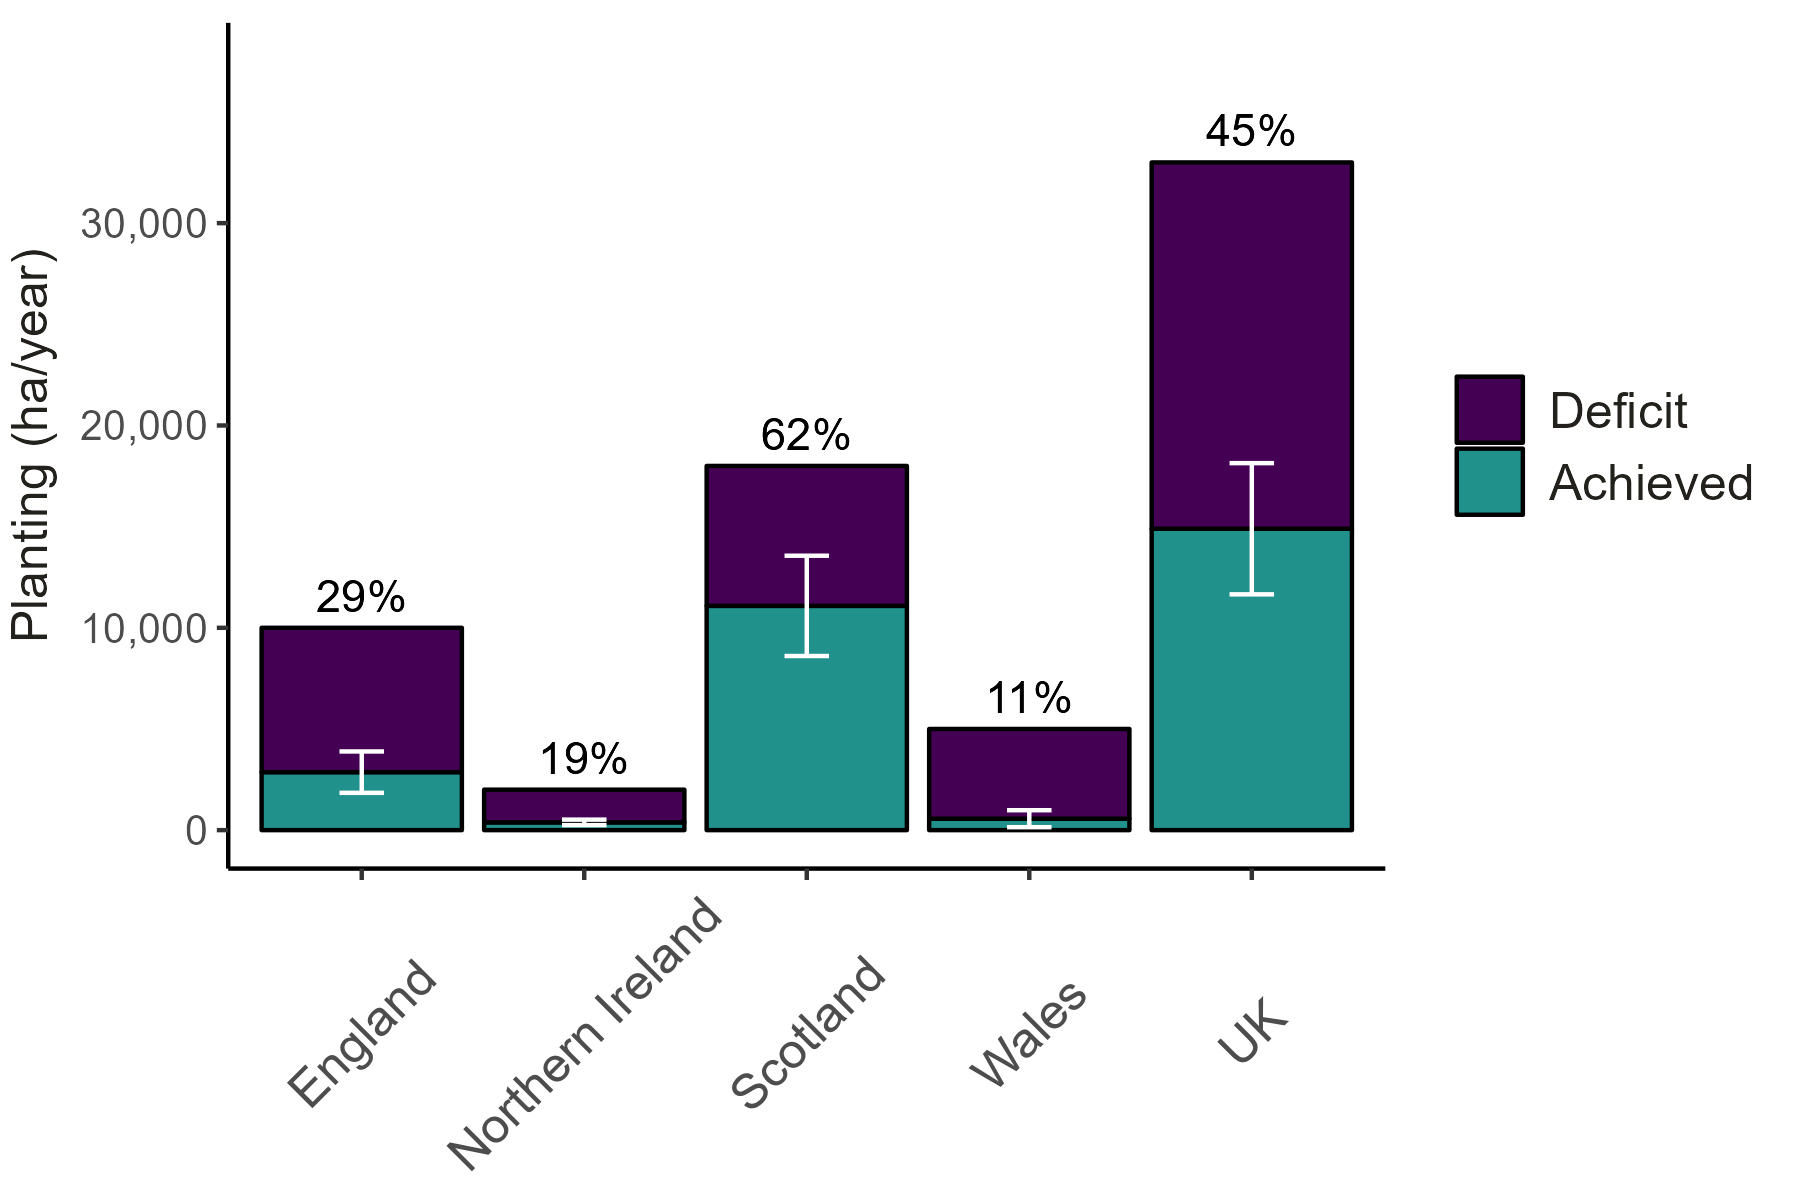 45%
30,000
Planting (ha/year)
Deficit
20,000
62%
Achieved
29%
10,000
11%
19%
0
England
Northern Ireland
Scotland
Wales
UK